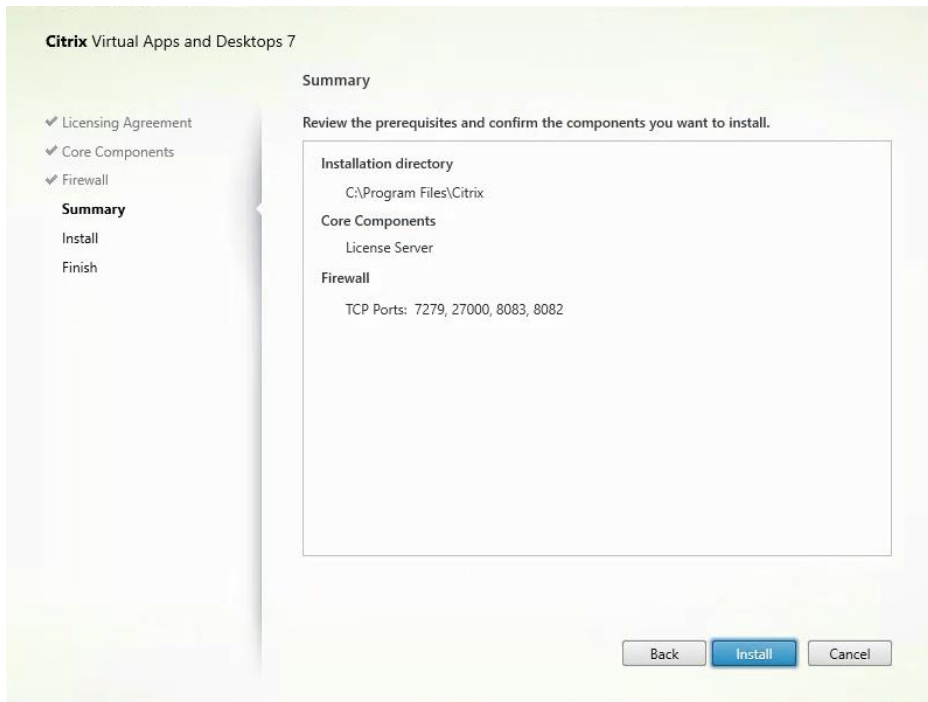 Citrix Virtual Apps and Desktops 7
Summary
Licensing Agreement
Core Components
Firewall
Summary
Install
Finish
Review the prerequisites and confirm the components you want to install.
Installation directory
C:\Program Files\Citrix
Core Components
License Server
Firewall
TCP Ports: 7279, 27000, 8083, 8082
Back
Install
Cancel